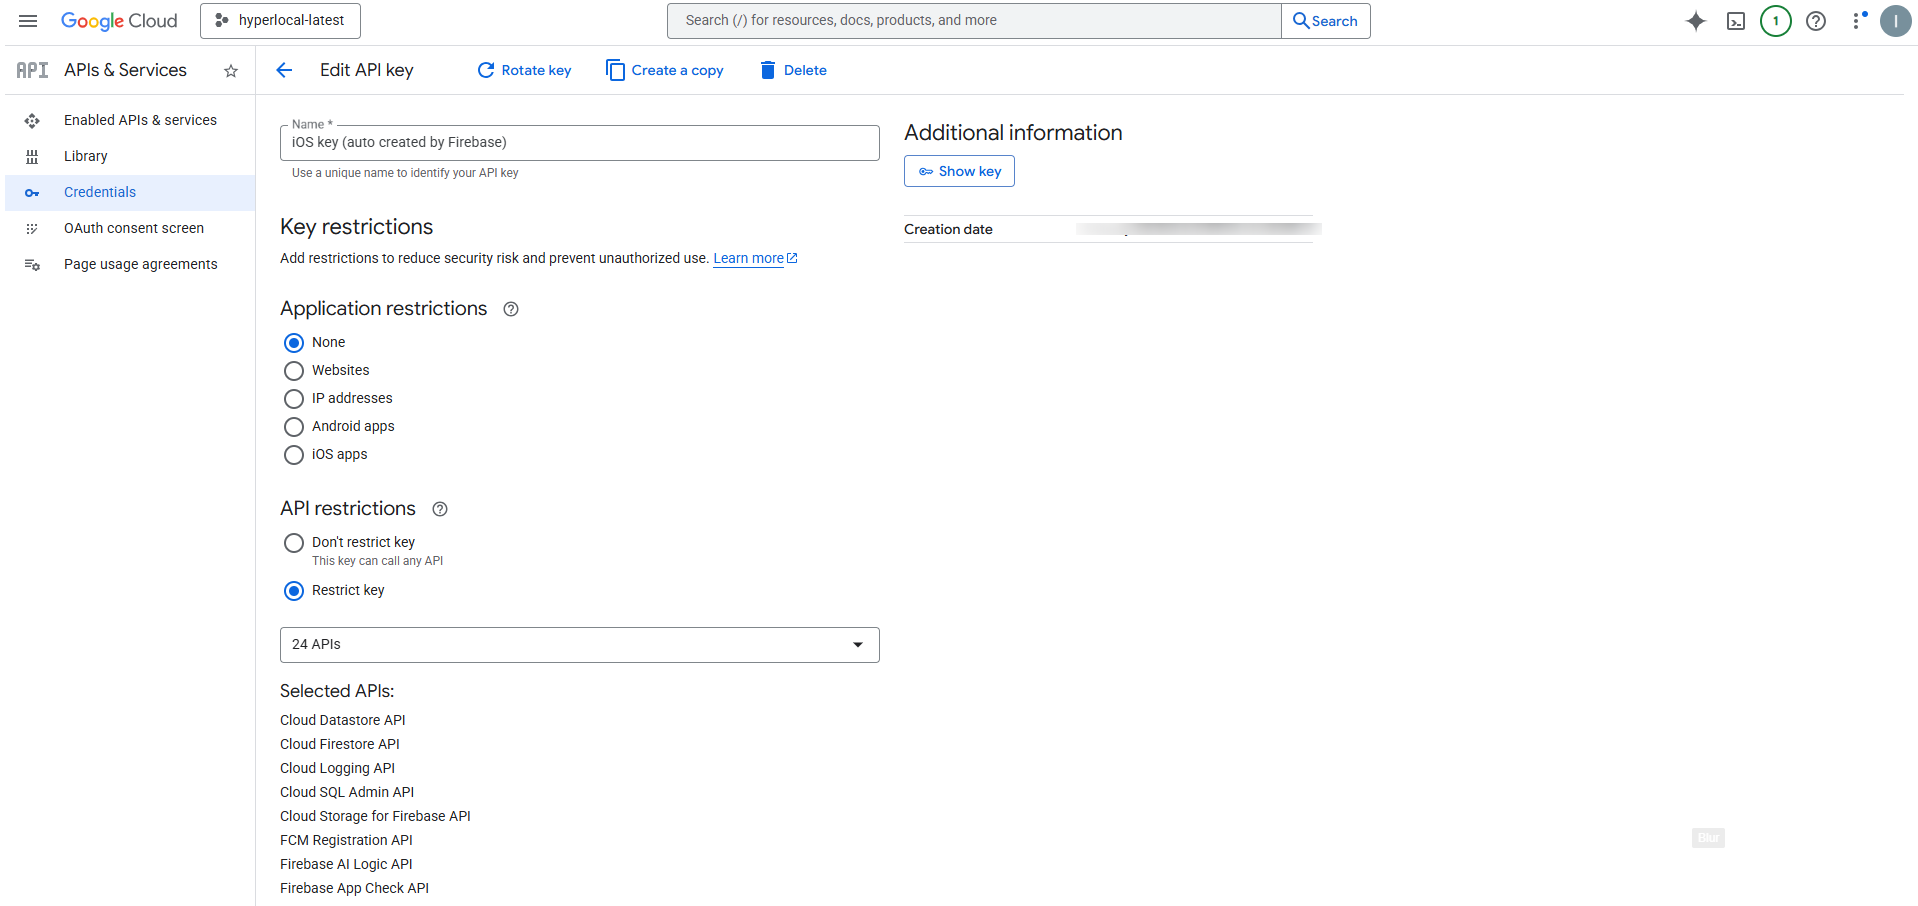 Google Cloud
hyperlocal-latest
Search (/) for resources, docs, products, and more
Search
1
I
API
APIs & Services
Edit API key
Rotate key
Create a copy
Delete
Enabled APIs & services
Library
Credentials
OAuth consent screen
Page usage agreements
Name *
iOS key (auto created by Firebase)
Use a unique name to identify your API key
Key restrictions
Add restrictions to reduce security risk and prevent unauthorized use. Learn more
Application restrictions
None
Websites
IP addresses
Android apps
iOS apps
API restrictions
Don't restrict key
This key can call any API
Restrict key
24 APIs
Selected APIs:
Cloud Datastore API
Cloud Firestore API
Cloud Logging API
Cloud SQL Admin API
Cloud Storage for Firebase API
FCM Registration API
Firebase AI Logic API
Firebase App Check API
Additional information
Show key
Creation date
Blur